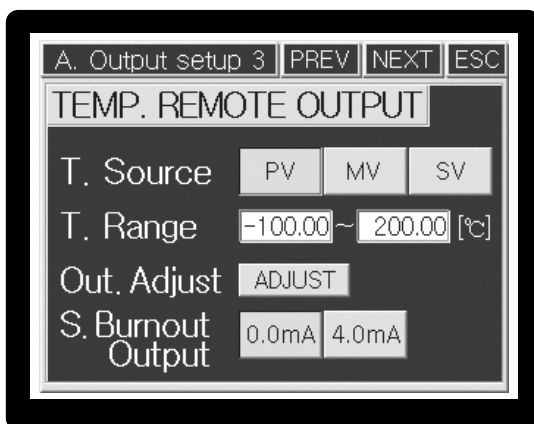 A. Output setup 3 PREV NEXT ESC
TEMP. REMOTE OUTPUT
T. Source PV MV SV
T. Range -100.00 ~ 200.00 [℃]
Out. Adjust ADJUST
S. Burnout 0.0mA 4.0mA
Output